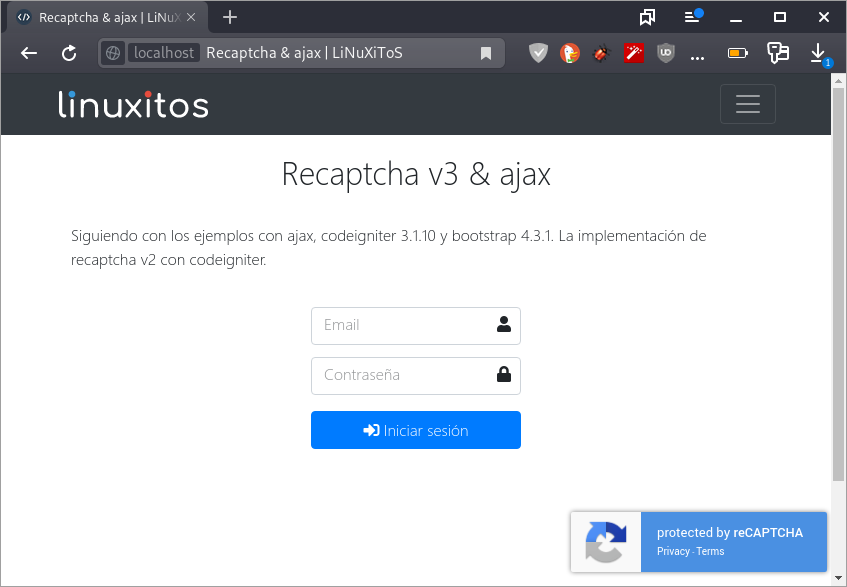 Recaptcha & ajax | LiNuX
localhost Recaptcha & ajax | LiNuXiToS
1
linuxitos
Recaptcha v3 & ajax
Siguiendo con los ejemplos con ajax, codeigniter 3.1.10 y bootstrap 4.3.1. La implementación de
recaptcha v2 con codeigniter.
Email
Contraseña
Iniciar sesión
protected by reCAPTCHA
Privacy · Terms